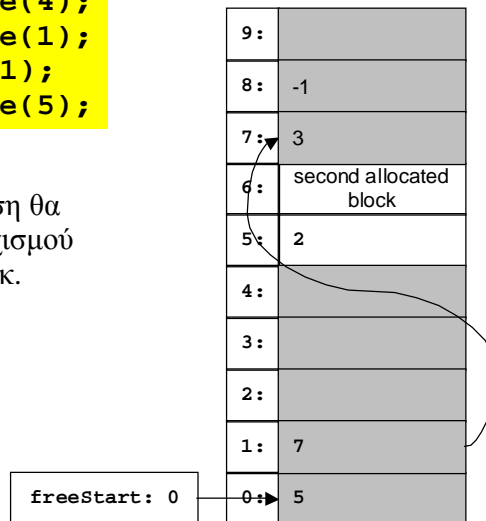 e(4);
e(1);
1);
e(5);
ση θα
ισμού
κ.
9:
8: -1
7: 3
6: second allocated
block
5: 2
4:
3:
2:
1: 7
freeStart: 0
0: 5